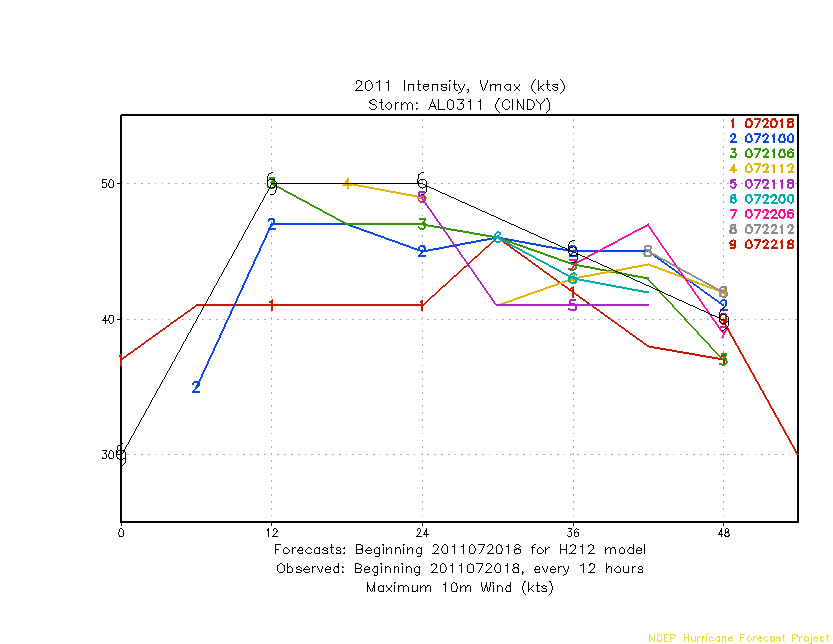 2011 Intensity, Vmax (kts)
Storm: AL0311 (CINDY)
1 072018
2 072100
3 072106
4 072112
5 072118
6 072200
7 072206
8 072212
9 072218
50
40
30
0 12 24 36 48
Forecasts: Beginning 2011072018 for H212 model
Observed: Beginning 2011072018, every 12 hours
Maximum 10m Wind (kts)
NCEP Hurricane Forecast Project